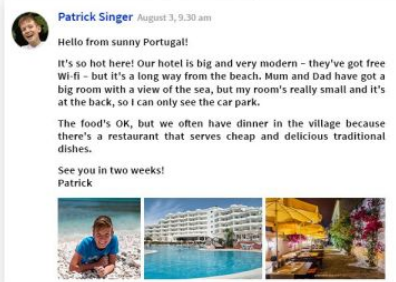 Patrick Singer August 3, 9.30 am
Hello from sunny Portugal!
It's so hot here! Our hotel is big and very modern – they've got free
Wi-fi – but it's a long way from the beach. Mum and Dad have got a
big room with a view of the sea, but my room's really small and it's
at the back, so I can only see the car park.
The food's OK, but we often have dinner in the village because
there's a restaurant that serves cheap and delicious traditional
dishes.
See you in two weeks!
Patrick